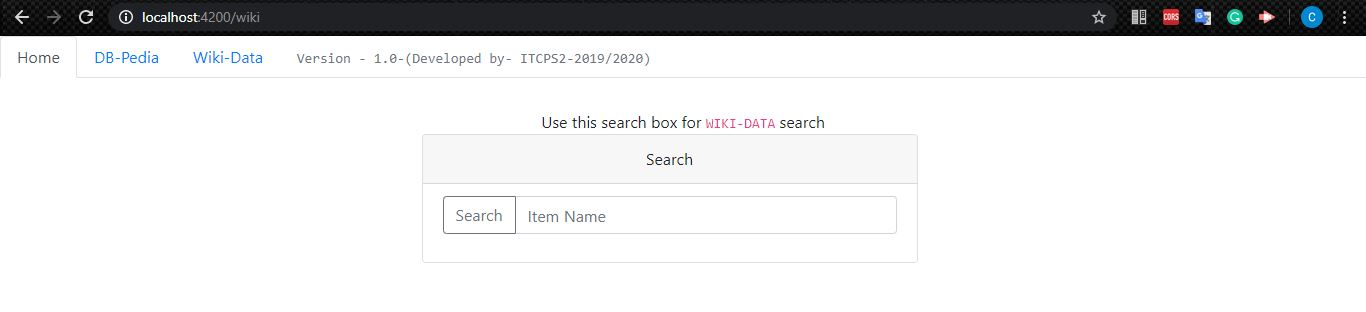 localhost:4200/wiki
CORS
C
Home DB-Pedia Wiki-Data Version - 1.0-(Developed by- ITCPS2-2019/2020)
Use this search box for WIKI-DATA search
Search
Search Item Name